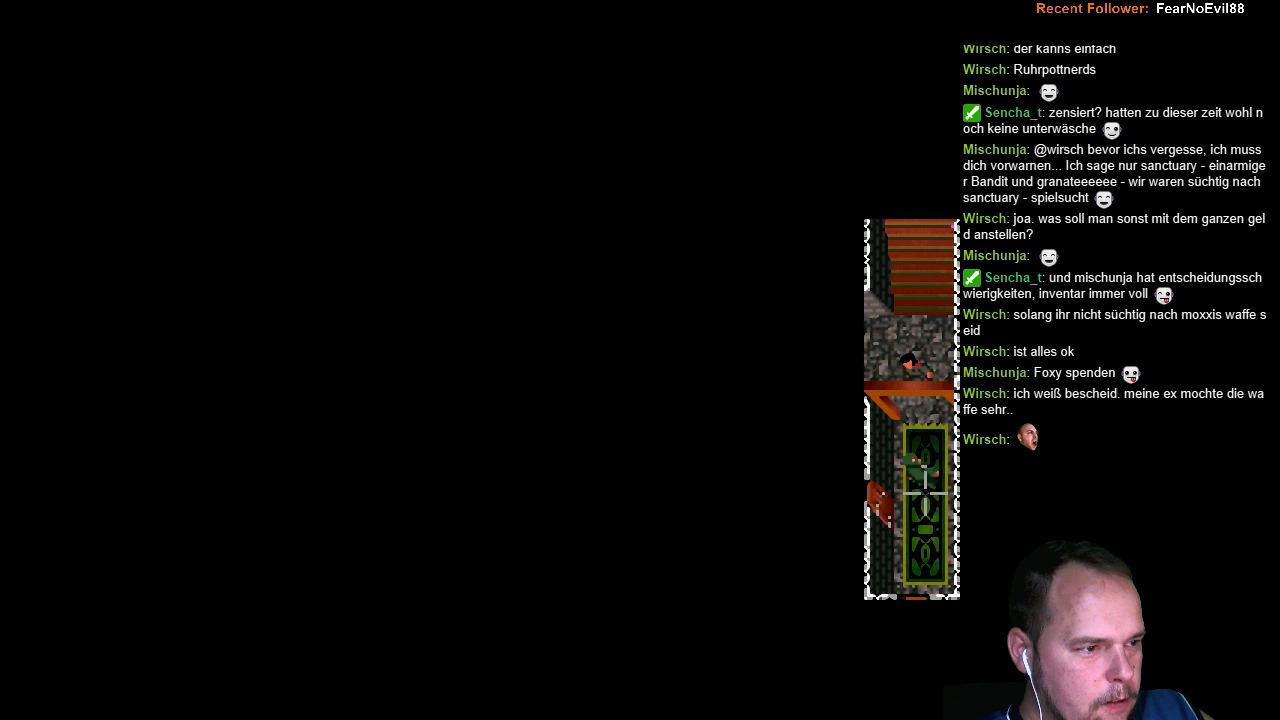 Recent Follower: FearNoEvil88
Wirsch: der kanns einfach
Wirsch: Ruhrpottnerds
Mischunja:
Sencha_t: zensiert? hatten zu dieser zeit wohl n
och keine unterwäsche
Mischunja: @wirsch bevor ichs vergesse, ich muss
dich vorwarnen... Ich sage nur sanctuary - einarmige
r Bandit und granateeeeee - wir waren süchtig nach
sanctuary - spielsucht
Wirsch: joa. was soll man sonst mit dem ganzen gel
d anstellen?
Mischunja:
Sencha_t: und mischunja hat entscheidungssch
wierigkeiten, inventar immer voll
Wirsch: solang ihr nicht süchtig nach moxxis waffe s
eid
Wirsch: ist alles ok
Mischunja: Foxy spenden
Wirsch: ich weiß bescheid. meine ex mochte die wa
ffe sehr..
Wirsch: